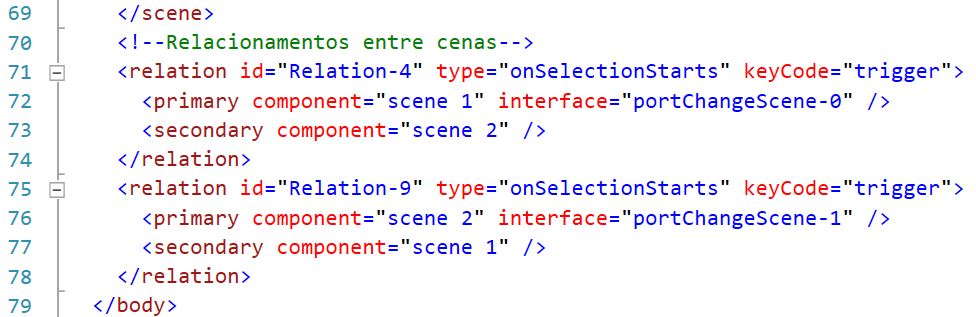 69 </scene>
70 <!--Relacionamentos entre cenas-->
71 <relation id="Relation-4" type="onSelectionStarts" keyCode="trigger">
72 <primary component="scene 1" interface="portChangeScene-0" />
73 <secondary component="scene 2" />
74 </relation>
75 <relation id="Relation-9" type="onSelectionStarts" keyCode="trigger">
76 <primary component="scene 2" interface="portChangeScene-1" />
77 <secondary component="scene 1" />
78 </relation>
79 </body>